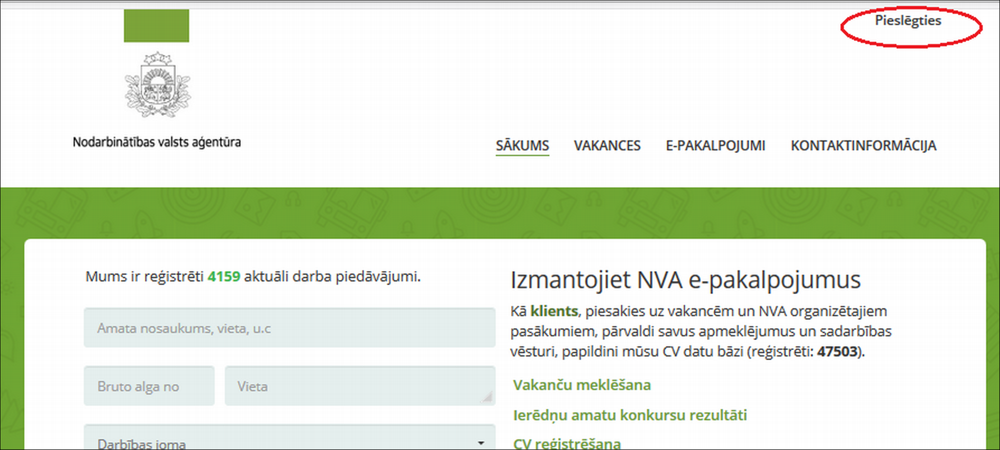 Pieslēgties
Nodarbinātības valsts aģentūra
SĀKUMS VAKANCES E-PAKALPOJUMI KONTAKTINFORMĀCIJA
Mums ir reģistrēti 4159 aktuāli darba piedāvājumi.
Amata nosaukums, vieta, u.c
Bruto alga no
Vieta
Darbības joma
Izmantojiet NVA e-pakalpojumus
Kā klients, piesakies uz vakancēm un NVA organizētajiem
pasākumiem, pārvaldi savus apmeklējumus un sadarbības
vēsturi, papildini mūsu CV datu bāzi (reģistrēti: 47503).
Vakanču meklēšana
Ierēdņu amatu konkursu rezultāti
CV reģistrēšana